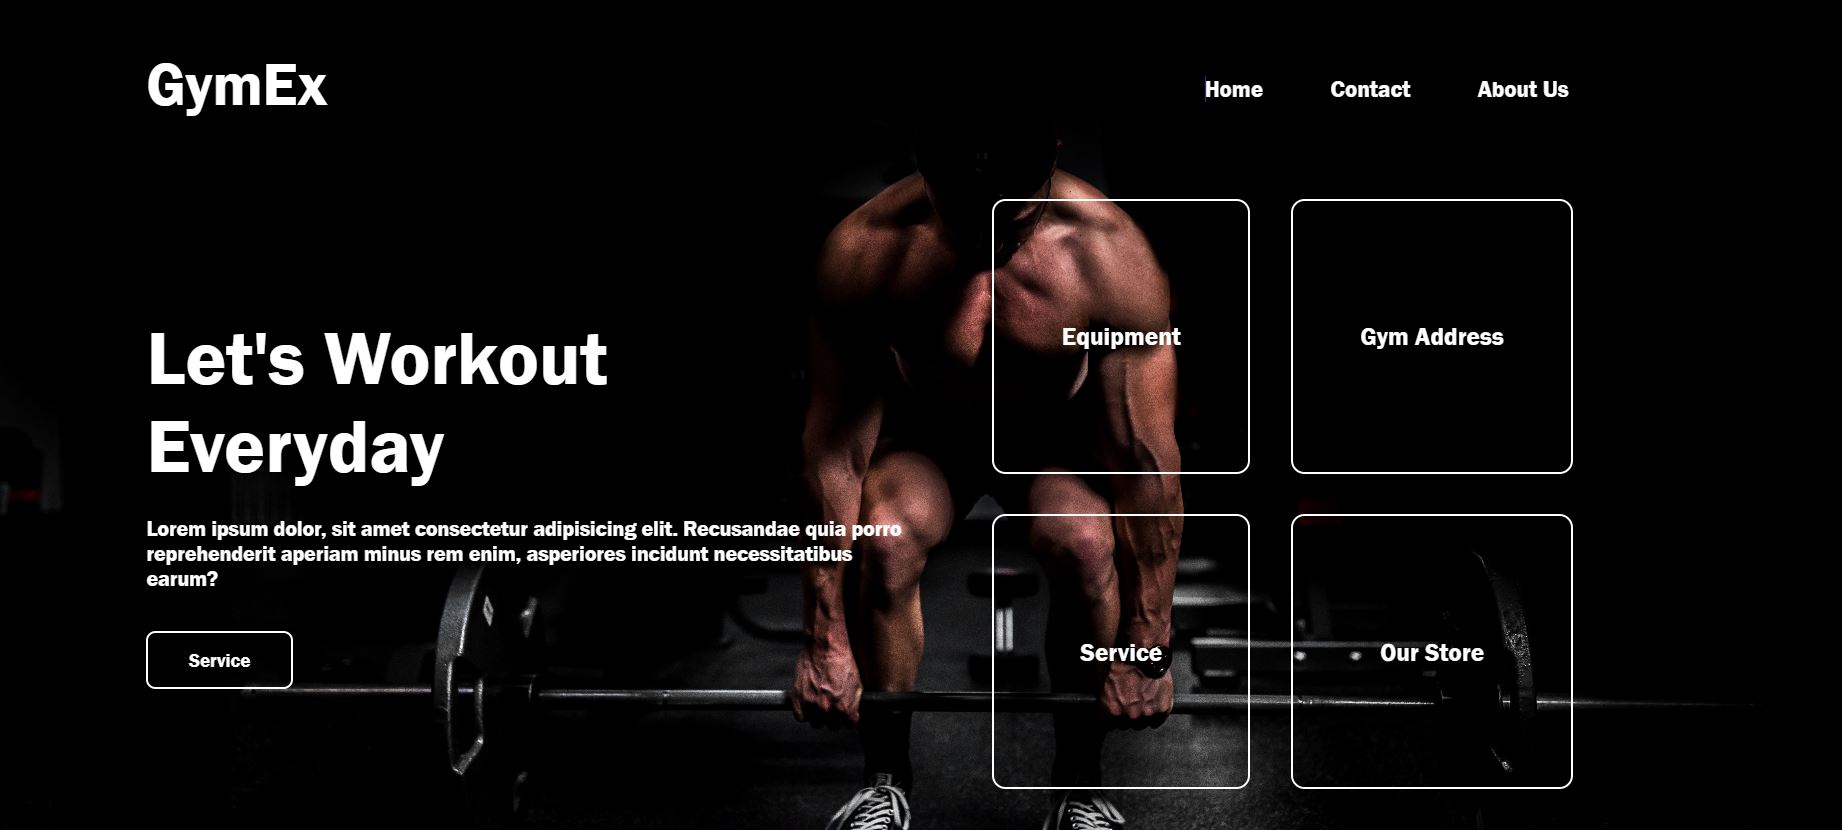 GymEx
Home Contact About Us
Let's Workout
Everyday
Lorem ipsum dolor, sit amet consectetur adipisicing elit. Recusandae quia porro
reprehenderit aperiam minus rem enim, asperiores incidunt necessitatibus
earum?
Service
Equipment
Gym Address
Service
Our Store